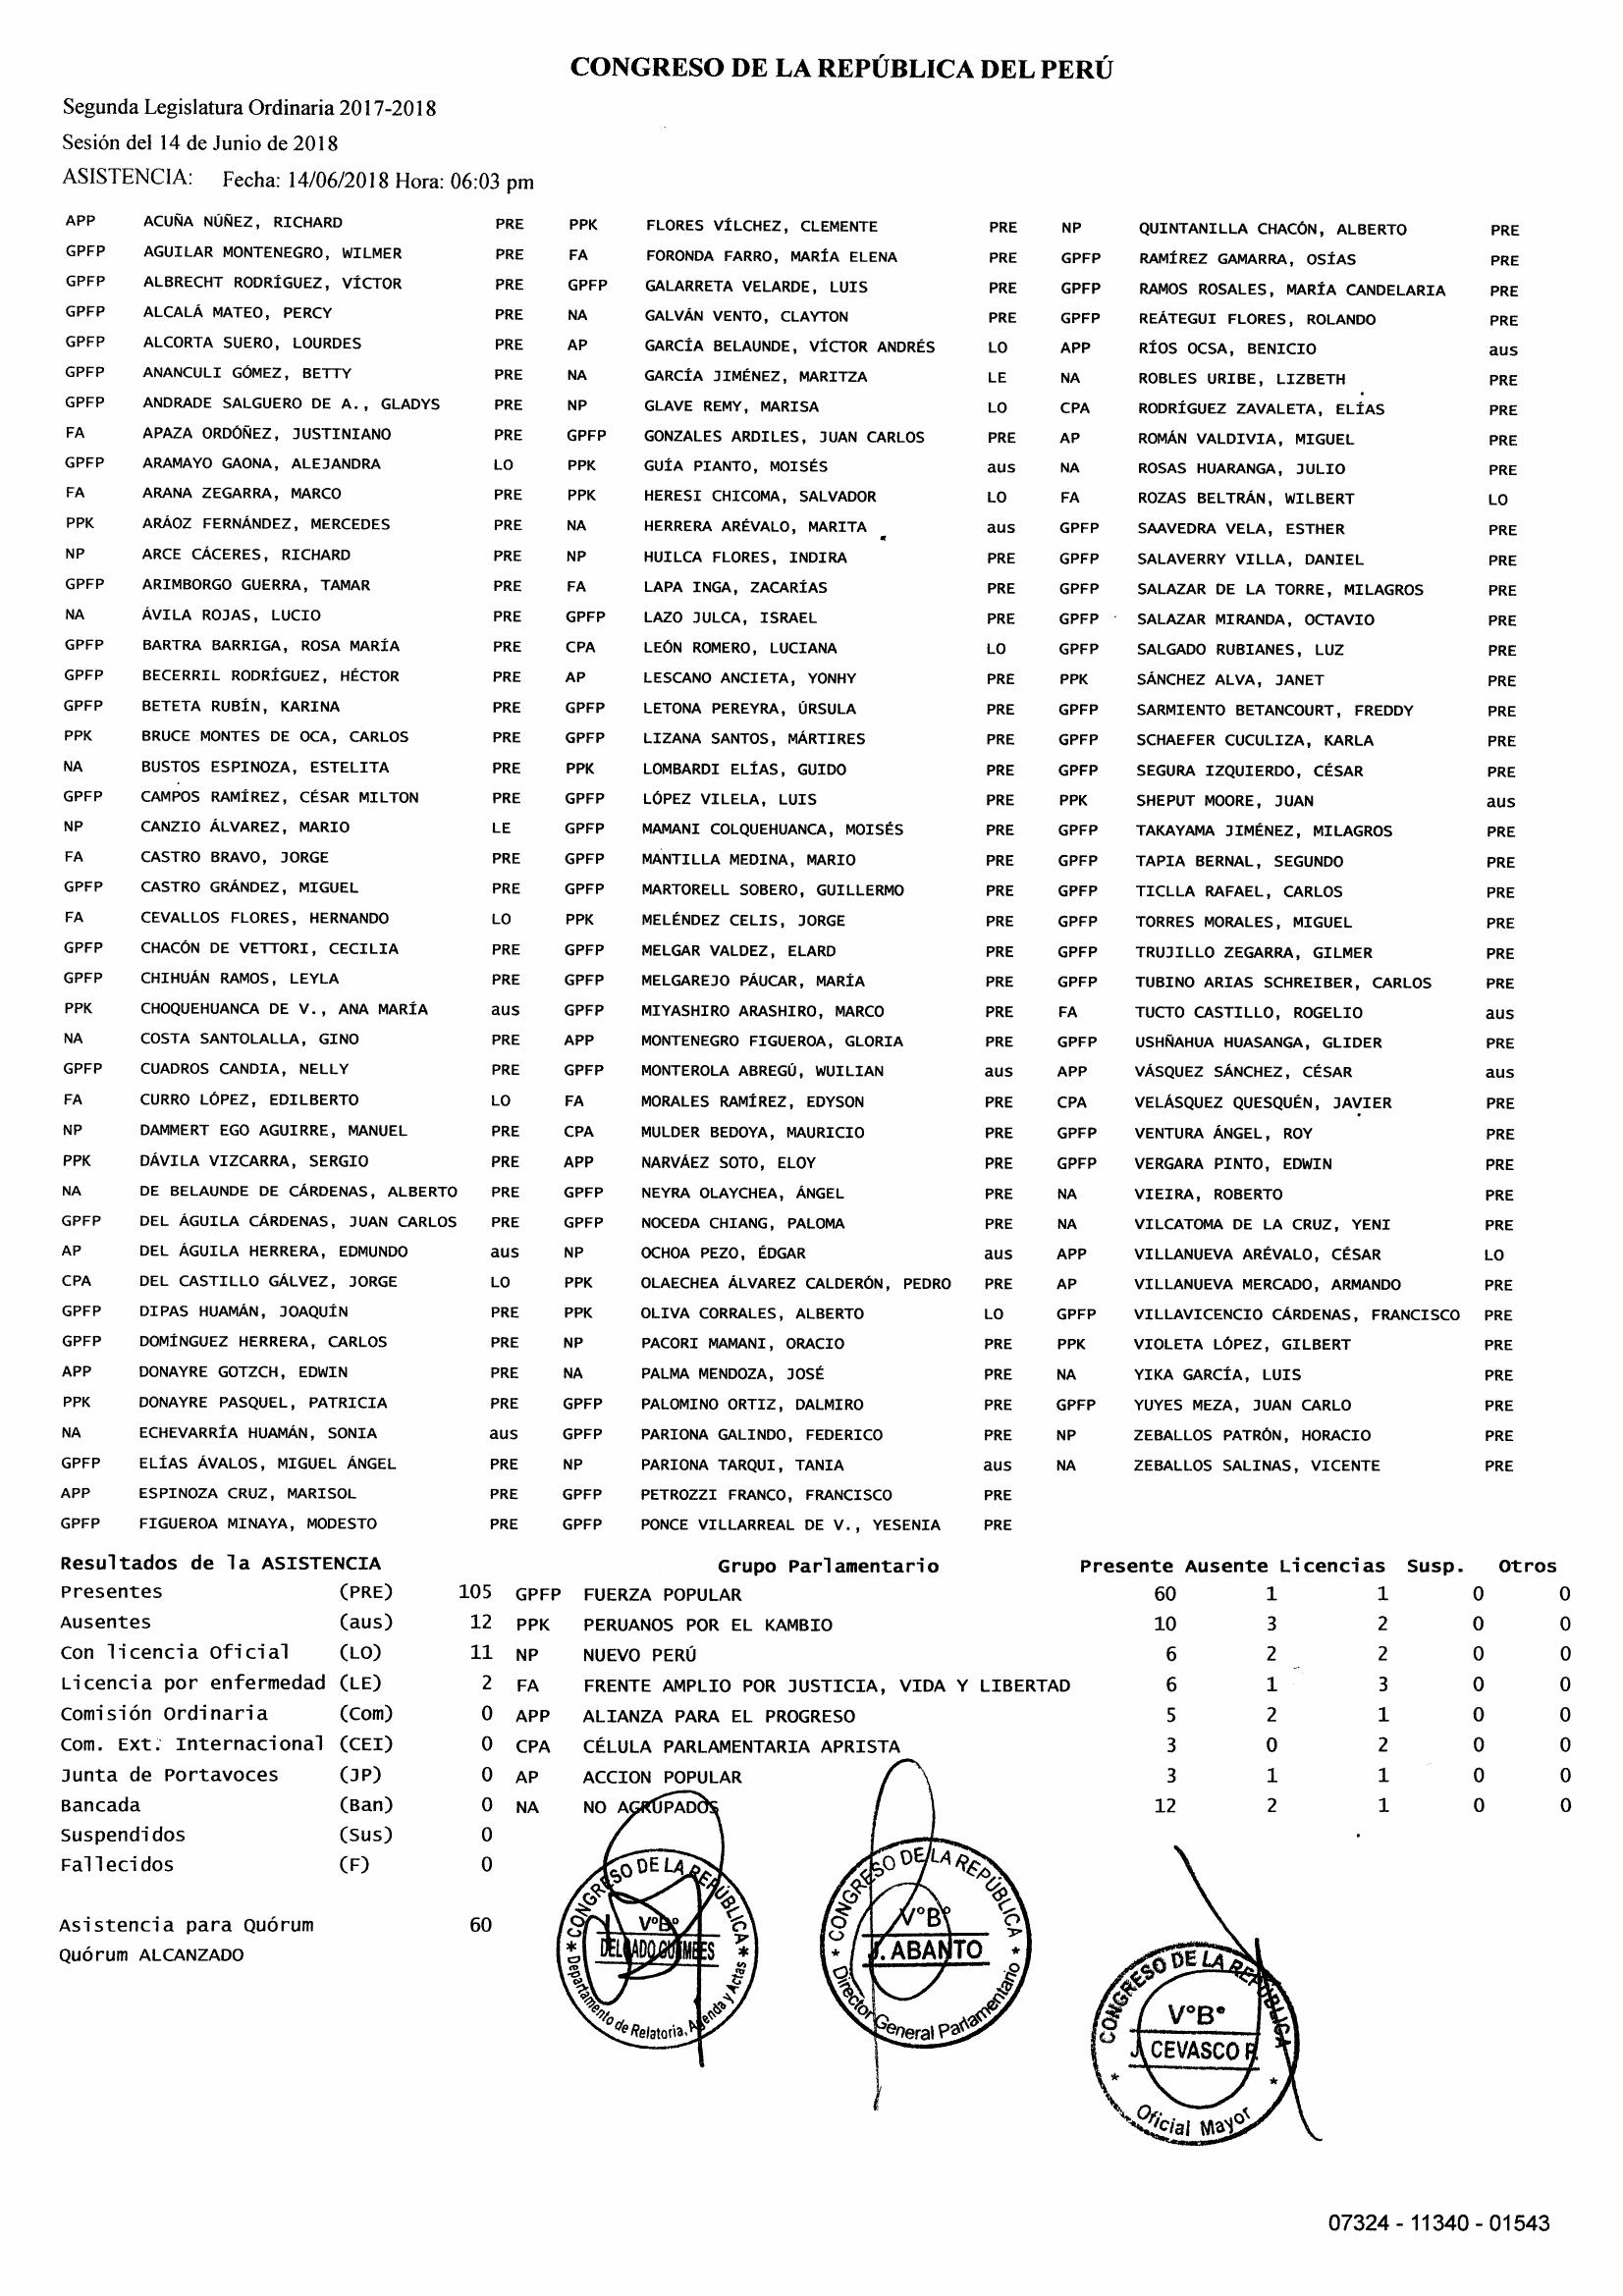 CONGRESO DE LA REPÚBLICA DEL PERÚ
Segunda Legislatura Ordinaria 2017-2018
Sesión del 14 de Junio de 2018
ASISTENCIA: Fecha: 14/06/2018 Hora: 06:03 pm
APP ACUÑA NÚÑEZ, RICHARD PRE PPK FLORES VÍLCHEZ, CLEMENTE PRE NP QUINTANILLA CHACÓN, ALBERTO PRE
GPFP AGUILAR MONTENEGRO, WILMER PRE FA FORONDA FARRO, MARÍA ELENA PRE GPFP RAMÍREZ GAMARRA, OSÍAS PRE
GPFP ALBRECHT RODRÍGUEZ, VÍCTOR PRE GPFP GALARRETA VELARDE, LUIS PRE GPFP RAMOS ROSALES, MARÍA CANDELARIA PRE
GPFP ALCALÁ MATEO, PERCY PRE NA GALVÁN VENTO, CLAYTON PRE GPFP REÁTEGUI FLORES, ROLANDO PRE
GPFP ALCORTA SUERO, LOURDES PRE AP GARCÍA BELAUNDE, VÍCTOR ANDRÉS LO APP RÍOS OCSA, BENICIO aus
GPFP ANANCULI GÓMEZ, BETTY PRE NA GARCÍA JIMÉNEZ, MARITZA LE NA ROBLES URIBE, LIZBETH PRE
GPFP ANDRADE SALGUERO DE A., GLADYS PRE NP GLAVE REMY, MARISA LO CPA RODRÍGUEZ ZAVALETA, ELÍAS PRE
FA APAZA ORDÓÑEZ, JUSTINIANO PRE GPFP GONZALES ARDILES, JUAN CARLOS PRE AP ROMÁN VALDIVIA, MIGUEL PRE
GPFP ARAMAYO GAONA, ALEJANDRA LO PPK GUÍA PIANTO, MOISÉS aus NA ROSAS HUARANGA, JULIO PRE
FA ARANA ZEGARRA, MARCO PRE PPK HERESI CHICOMA, SALVADOR LO FA ROZAS BELTRÁN, WILBERT LO
PPK ARÁOZ FERNÁNDEZ, MERCEDES PRE NA HERRERA ARÉVALO, MARITA aus GPFP SAAVEDRA VELA, ESTHER PRE
NP ARCE CÁCERES, RICHARD PRE NP HUILCA FLORES, INDIRA PRE GPFP SALAVERRY VILLA, DANIEL PRE
GPFP ARIMBORGO GUERRA, TAMAR PRE FA LAPA INGA, ZACARÍAS PRE GPFP SALAZAR DE LA TORRE, MILAGROS PRE
NA ÁVILA ROJAS, LUCIO PRE GPFP LAZO JULCA, ISRAEL PRE GPFP SALAZAR MIRANDA, OCTAVIO PRE
GPFP BARTRA BARRIGA, ROSA MARÍA PRE CPA LEÓN ROMERO, LUCIANA LO GPFP SALGADO RUBIANES, LUZ PRE
GPFP BECERRIL RODRÍGUEZ, HÉCTOR PRE AP LESCANO ANCIETA, YONHY PRE PPK SÁNCHEZ ALVA, JANET PRE
GPFP BETETA RUBÍN, KARINA PRE GPFP LETONA PEREYRA, ÚRSULA PRE GPFP SARMIENTO BETANCOURT, FREDDY PRE
PPK BRUCE MONTES DE OCA, CARLOS PRE GPFP LIZANA SANTOS, MÁRTIRES PRE GPFP SCHAEFER CUCULIZA, KARLA PRE
NA BUSTOS ESPINOZA, ESTELITA PRE PPK LOMBARDI ELÍAS, GUIDO PRE GPFP SEGURA IZQUIERDO, CÉSAR PRE
GPFP CAMPOS RAMÍREZ, CÉSAR MILTON PRE GPFP LÓPEZ VILELA, LUIS PRE PPK SHEPUT MOORE, JUAN aus
NP CANZIO ÁLVAREZ, MARIO LE GPFP MAMANI COLQUEHUANCA, MOISÉS PRE GPFP TAKAYAMA JIMÉNEZ, MILAGROS PRE
FA CASTRO BRAVO, JORGE PRE GPFP MANTILLA MEDINA, MARIO PRE GPFP TAPIA BERNAL, SEGUNDO PRE
GPFP CASTRO GRÁNDEZ, MIGUEL PRE GPFP MARTORELL SOBERO, GUILLERMO PRE GPFP TICLLA RAFAEL, CARLOS PRE
FA CEVALLOS FLORES, HERNANDO LO PPK MELÉNDEZ CELIS, JORGE PRE GPFP TORRES MORALES, MIGUEL PRE
GPFP CHACÓN DE VETTORI, CECILIA PRE GPFP MELGAR VALDEZ, ELARD PRE GPFP TRUJILLO ZEGARRA, GILMER PRE
GPFP CHIHUÁN RAMOS, LEYLA PRE GPFP MELGAREJO PÁUCAR, MARÍA PRE GPFP TUBINO ARIAS SCHREIBER, CARLOS PRE
PPK CHOQUEHUANCA DE V., ANA MARÍA aus GPFP MIYASHIRO ARASHIRO, MARCO PRE FA TUCTO CASTILLO, ROGELIO aus
NA COSTA SANTOLALLA, GINO PRE APP MONTENEGRO FIGUEROA, GLORIA PRE GPFP USHÑAHUA HUASANGA, GLIDER PRE
GPFP CUADROS CANDIA, NELLY PRE GPFP MONTEROLA ABREGÚ, WUILIAN aus APP VÁSQUEZ SÁNCHEZ, CÉSAR aus
FA CURRO LÓPEZ, EDILBERTO LO FA MORALES RAMÍREZ, EDYSON PRE CPA VELÁSQUEZ QUESQUÉN, JAVIER PRE
NP DAMMERT EGO AGUIRRE, MANUEL PRE CPA MULDER BEDOYA, MAURICIO PRE GPFP VENTURA ÁNGEL, ROY PRE
PPK DÁVILA VIZCARRA, SERGIO PRE APP NARVÁEZ SOTO, ELOY PRE GPFP VERGARA PINTO, EDWIN PRE
NA DE BELAUNDE DE CÁRDENAS, ALBERTO PRE GPFP NEYRA OLAYCHEA, ÁNGEL PRE NA VIEIRA, ROBERTO PRE
GPFP DEL ÁGUILA CÁRDENAS, JUAN CARLOS PRE GPFP NOCEDA CHIANG, PALOMA PRE NA VILCATOMA DE LA CRUZ, YENI PRE
AP DEL ÁGUILA HERRERA, EDMUNDO aus NP OCHOA PEZO, ÉDGAR aus APP VILLANUEVA ARÉVALO, CÉSAR LO
CPA DEL CASTILLO GÁLVEZ, JORGE LO PPK OLAECHEA ÁLVAREZ CALDERÓN, PEDRO PRE AP VILLANUEVA MERCADO, ARMANDO PRE
GPFP DIPAS HUAMÁN, JOAQUÍN PRE PPK OLIVA CORRALES, ALBERTO LO GPFP VILLAVICENCIO CÁRDENAS, FRANCISCO PRE
GPFP DOMÍNGUEZ HERRERA, CARLOS PRE NP PACORI MAMANI, ORACIO PRE PPK VIOLETA LÓPEZ, GILBERT PRE
APP DONAYRE GOTZCH, EDWIN PRE NA PALMA MENDOZA, JOSÉ PRE NA YIKA GARCÍA, LUIS PRE
PPK DONAYRE PASQUEL, PATRICIA PRE GPFP PALOMINO ORTIZ, DALMIRO PRE GPFP YUYES MEZA, JUAN CARLO PRE
NA ECHEVARRÍA HUAMÁN, SONIA aus GPFP PARIONA GALINDO, FEDERICO PRE NP ZEBALLOS PATRÓN, HORACIO PRE
GPFP ELÍAS ÁVALOS, MIGUEL ÁNGEL PRE NP PARIONA TARQUI, TANIA aus NA ZEBALLOS SALINAS, VICENTE PRE
APP ESPINOZA CRUZ, MARISOL PRE GPFP PETROZZI FRANCO, FRANCISCO PRE
GPFP FIGUEROA MINAYA, MODESTO PRE GPFP PONCE VILLARREAL DE V., YESENIA PRE
Resultados de la ASISTENCIA Grupo Parlamentario Presente Ausente Licencias Susp. Otros
Presentes (PRE) 105 GPFP FUERZA POPULAR 60 1 1 0 0
Ausentes (aus) 12 PPK PERUANOS POR EL KAMBIO 10 3 2 0 0
Con licencia Oficial (LO) 11 NP NUEVO PERÚ 6 2 2 0 0
Licencia por enfermedad (LE) 2 FA FRENTE AMPLIO POR JUSTICIA, VIDA Y LIBERTAD 6 1 3 0 0
Comisión Ordinaria (Com) 0 APP ALIANZA PARA EL PROGRESO 5 2 1 0 0
Com. Ext. Internacional (CEI) 0 CPA CÉLULA PARLAMENTARIA APRISTA 3 0 2 0 0
Junta de Portavoces (JP) 0 AP ACCION POPULAR 3 1 1 0 0
Bancada (Ban) 0 NA NO AGRUPADOS 12 2 1 0 0
Suspendidos (Sus) 0
Fallecidos (F) 0
Asistencia para Quórum 60
Quórum ALCANZADO
* CONGRESO DE LA REPÚBLICA *
V°B°
DELGADO GUEMBES
Departamento de Relatoria, Agenda y Actas
* CONGRESO DE LA REPÚBLICA *
V°B°
J. ABANTO
Director General Parlamentario
CONGRESO DE LA REPÚBLICA
V°B°
J. CEVASCO P.
* Oficial Mayor *
07324 - 11340 - 01543